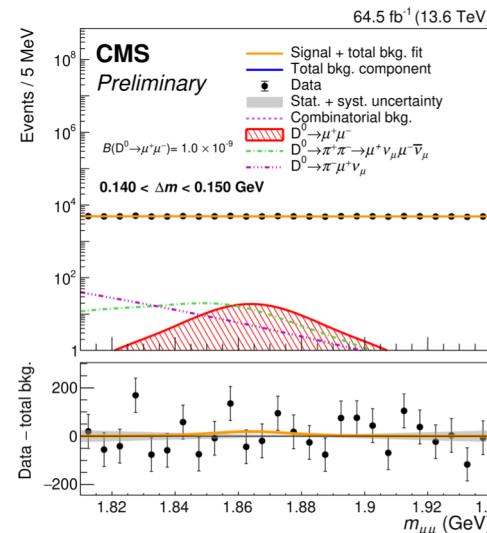 64.5 fb⁻¹ (13.6 TeV)
Events / 5 MeV
10⁸
10⁶
10⁴
10²
1
CMS
Preliminary
B(D⁰→μ⁺μ⁻)= 1.0 × 10⁻⁹
0.140 < Δm < 0.150 GeV
Signal + total bkg. fit
Total bkg. component
Data
Stat. + syst. uncertainty
Combinatorial bkg.
D⁰→μ⁺μ⁻
D⁰→π⁺π⁻→μ⁺ν_μμ⁻ν̅_μ
D⁰→π⁻μ⁺ν_μ
Data − total bkg.
200
0
−200
1.82 1.84 1.86 1.88 1.9 1.92 1.
m_μμ (GeV)